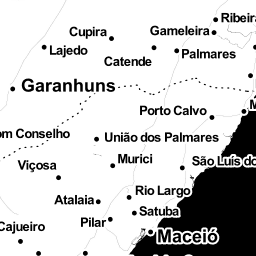 Ribeira
Cupira
Gameleira
Lajedo
Catende
Palmares
Garanhuns
Porto Calvo
M
om Conselho
União dos Palmares
Viçosa
Murici
São Luís do
Atalaia
Rio Largo
Pilar
Satuba
Cajueiro
Maceió